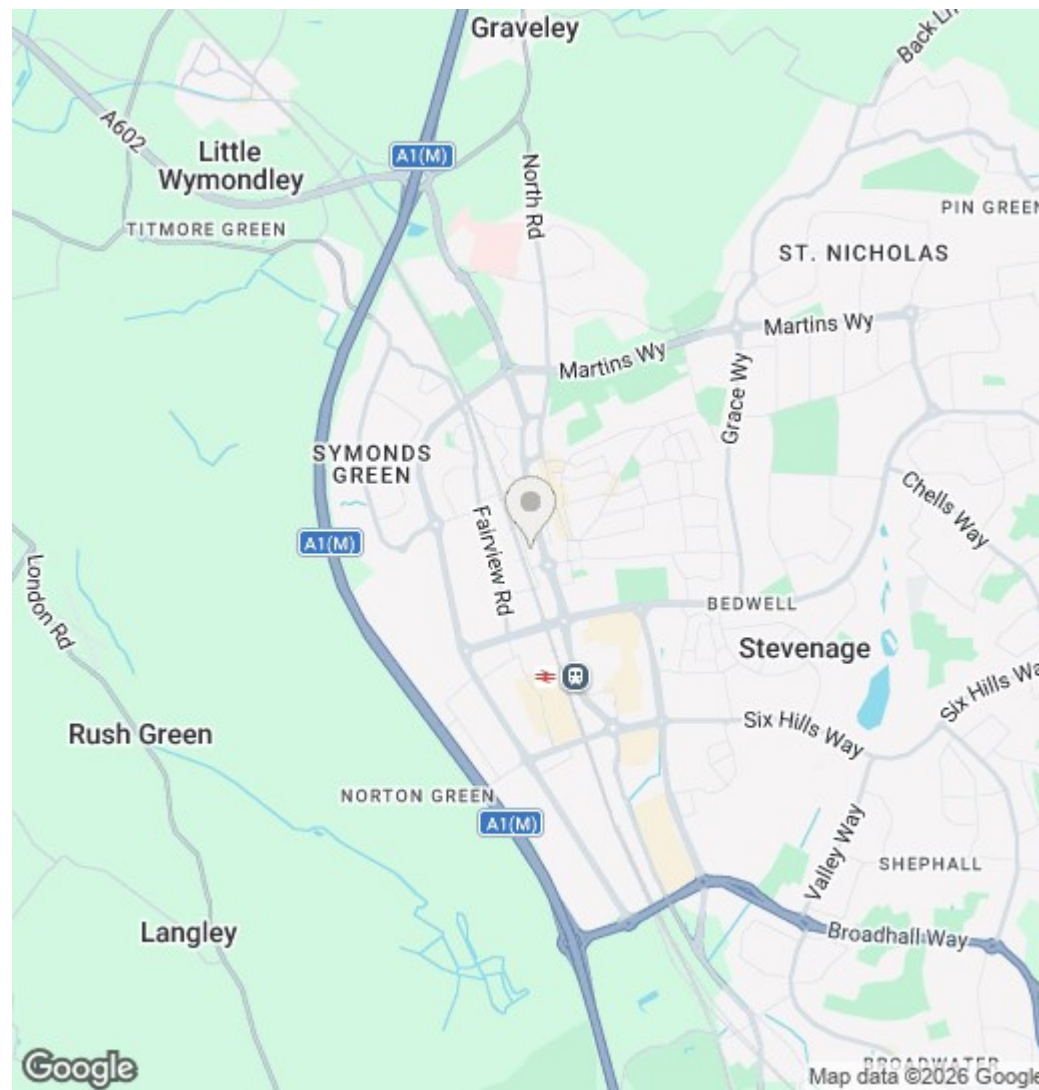 Graveley
Back Ln
A602
A1(M)
Little
Wymondley
North Rd
PIN GREEN
TITMORE GREEN
ST. NICHOLAS
Martins Wy
Martins Wy
Grace Wy
SYMONDS
GREEN
Chells Way
A1(M)
Fairview Rd
London Rd
BEDWELL
Stevenage
Six Hills Way
Six Hills Way
Rush Green
NORTON GREEN
A1(M)
Valley Way
SHEPHALL
Langley
Broadhall Way
BROADWATER
Google
Map data ©2026 Google